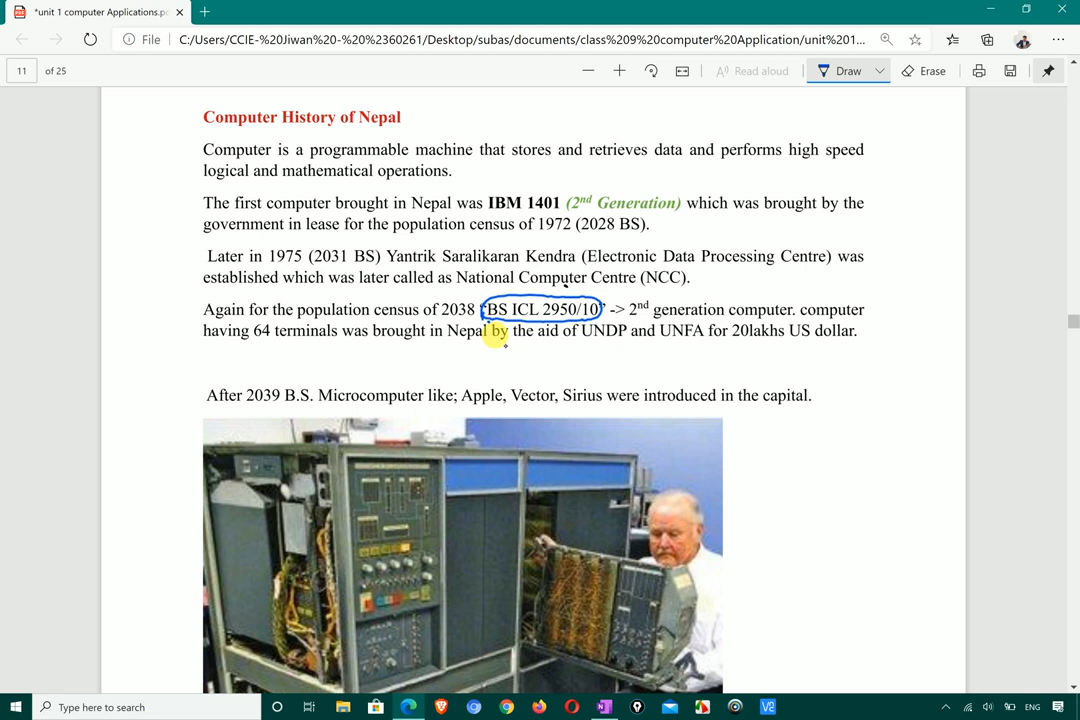 *unit 1 computer Applications.pd
File C:/Users/CCIE-%20Jiwan%20-%20%2360261/Desktop/subas/documents/class%209%20computer%20Application/unit%201...
11 of 25 Read aloud Draw Erase
Computer History of Nepal
Computer is a programmable machine that stores and retrieves data and performs high speed
logical and mathematical operations.
The first computer brought in Nepal was IBM 1401 (2nd Generation) which was brought by the
government in lease for the population census of 1972 (2028 BS).
Later in 1975 (2031 BS) Yantrik Saralikaran Kendra (Electronic Data Processing Centre) was
established which was later called as National Computer Centre (NCC).
Again for the population census of 2038 “BS ICL 2950/10” -> 2nd generation computer. computer
having 64 terminals was brought in Nepal by the aid of UNDP and UNFA for 20lakhs US dollar.
After 2039 B.S. Microcomputer like; Apple, Vector, Sirius were introduced in the capital.
Type here to search ENG